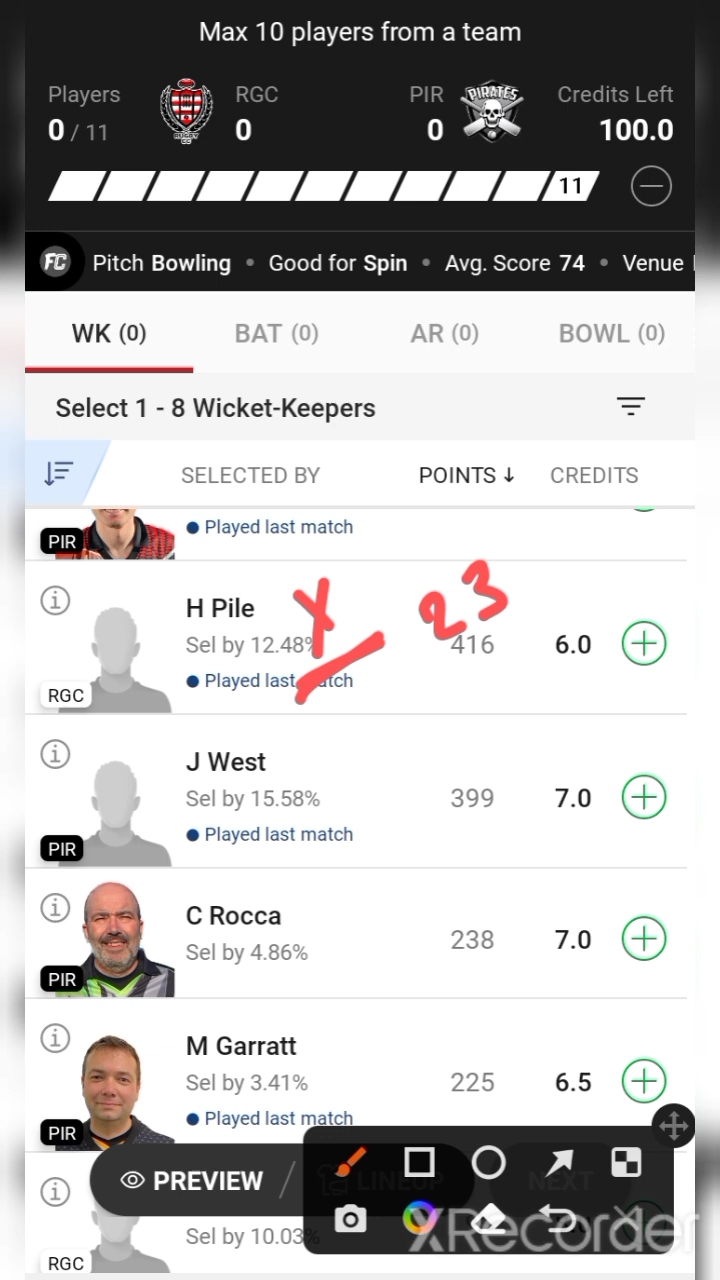 Max 10 players from a team
Players RGC PIR PIRATES Credits Left
0 / 11 0 0 100.0
11
FC Pitch Bowling • Good for Spin • Avg. Score 74 • Venue
WK (0) BAT (0) AR (0) BOWL (0)
Select 1 - 8 Wicket-Keepers
SELECTED BY POINTS ↓ CREDITS
PIR • Played last match
H Pile X 23
Sel by 12.48% 416 6.0
• Played last match
RGC
J West
Sel by 15.58% 399 7.0
• Played last match
PIR
C Rocca
Sel by 4.86% 238 7.0
PIR
M Garratt
Sel by 3.41% 225 6.5
• Played last match
PIR
PREVIEW / LINEUP NEXT
Sel by 10.03%
XRecorder
RGC